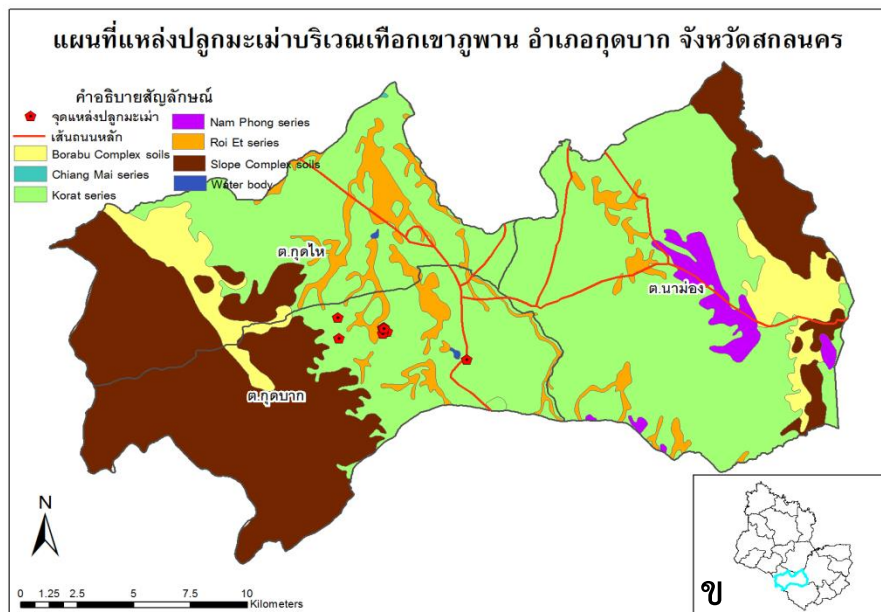 แผนที่แหล่งปลูกมะเม่าบริเวณเทือกเขาภูพาน อำเภอกุดบาก จังหวัดสกลนคร
คำอธิบายสัญลักษณ์
จุดแหล่งปลูกมะเม่า
เส้นถนนหลัก
Borabu Complex soils
Chiang Mai series
Korat series
Nam Phong series
Roi Et series
Slope Complex soils
Water body
ต.กุดไห
ต.นาม่อง
ต.กุดบาก
N
0 1.25 2.5 5 7.5 10
Kilometers
ข